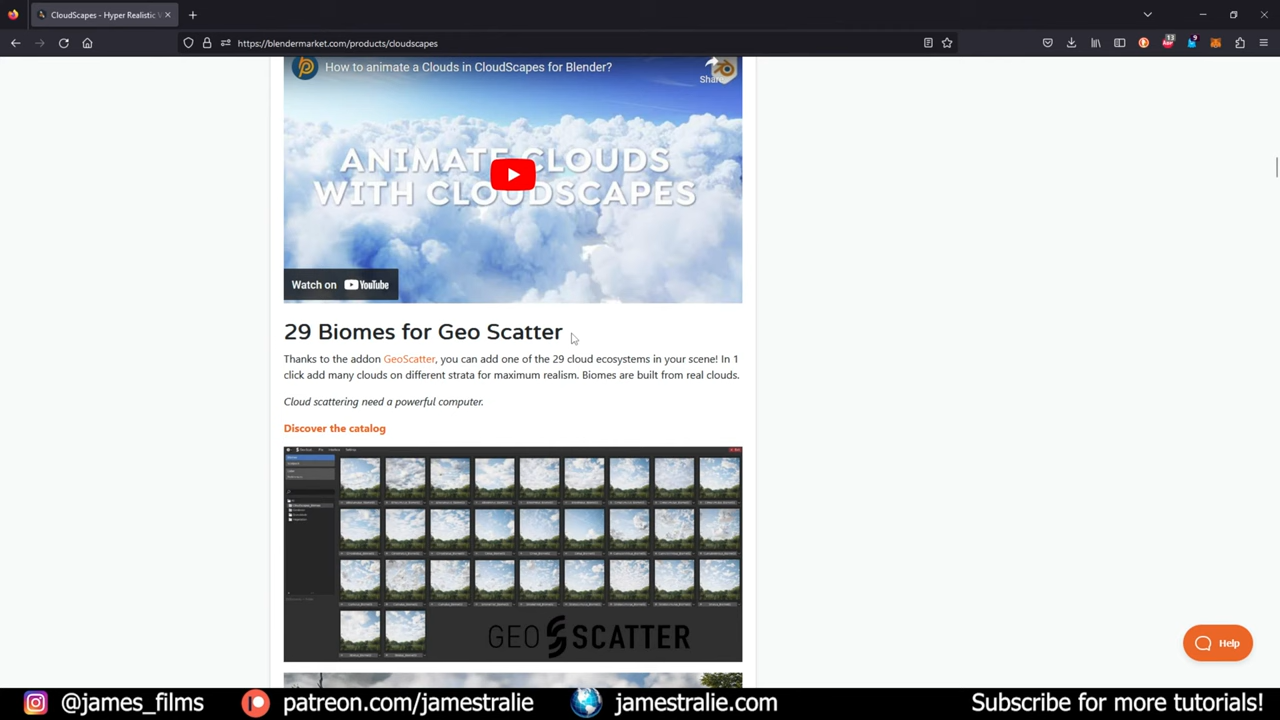 CloudScapes - Hyper Realistic V
https://blendermarket.com/products/cloudscapes
13
9
How to animate a Clouds in CloudScapes for Blender?
Share
ANIMATE CLOUDS
WITH CLOUDSCAPES
Watch on YouTube
29 Biomes for Geo Scatter
Thanks to the addon GeoScatter, you can add one of the 29 cloud ecosystems in your scene! In 1
click add many clouds on different strata for maximum realism. Biomes are built from real clouds.
Cloud scattering need a powerful computer.
Discover the catalog
GEO SCATTER
Help
@james_films
patreon.com/jamestralie
jamestralie.com
Subscribe for more tutorials!